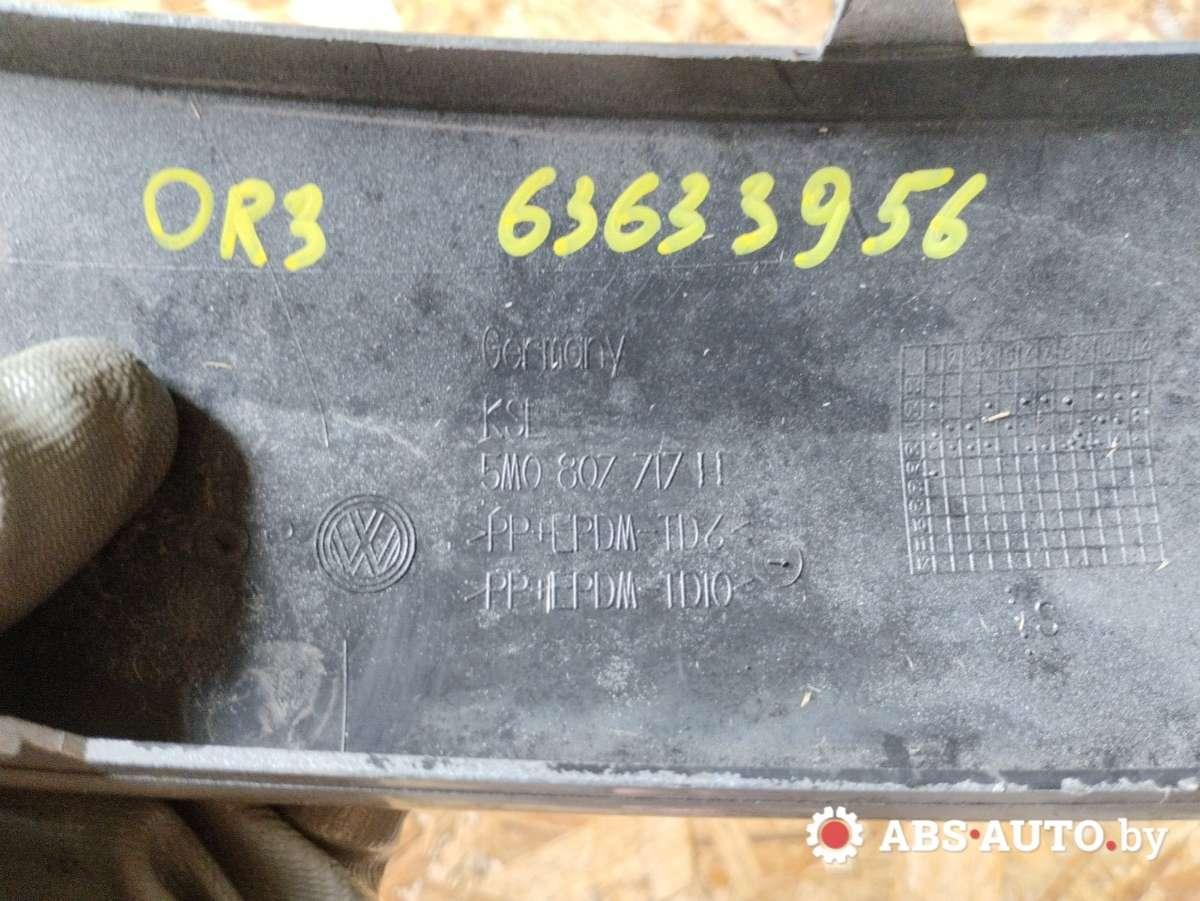 OR3 63633956
Germany
KSL
5M0 807 717 H
>PP+EPDM-TD6<
>PP+EPDM-TD10<
ABS-AUTO.by